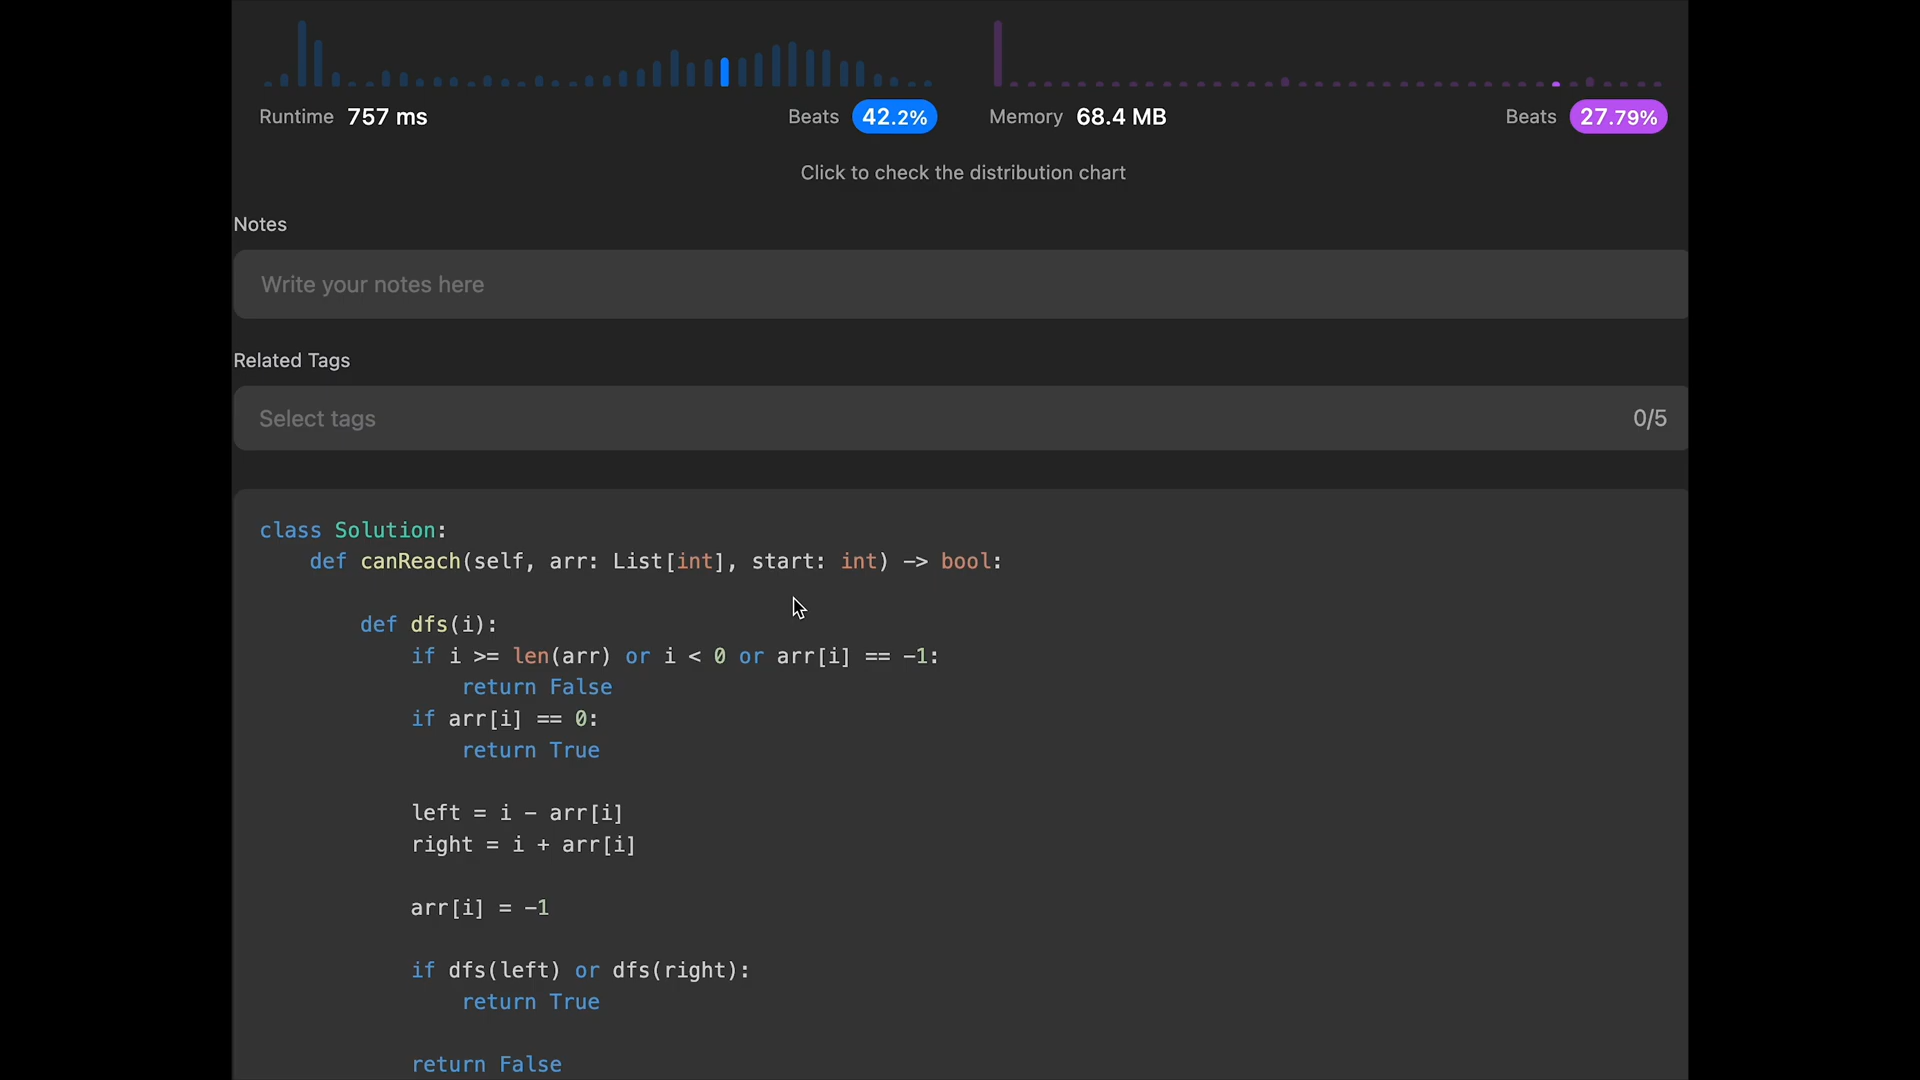 Runtime 757 ms Beats 42.2% Memory 68.4 MB Beats 27.79%
Click to check the distribution chart
Notes
Write your notes here
Related Tags
Select tags 0/5
class Solution:
    def canReach(self, arr: List[int], start: int) -> bool:
        def dfs(i):
            if i >= len(arr) or i < 0 or arr[i] == -1:
                return False
            if arr[i] == 0:
                return True
            left = i - arr[i]
            right = i + arr[i]
            arr[i] = -1
            if dfs(left) or dfs(right):
                return True
            return False